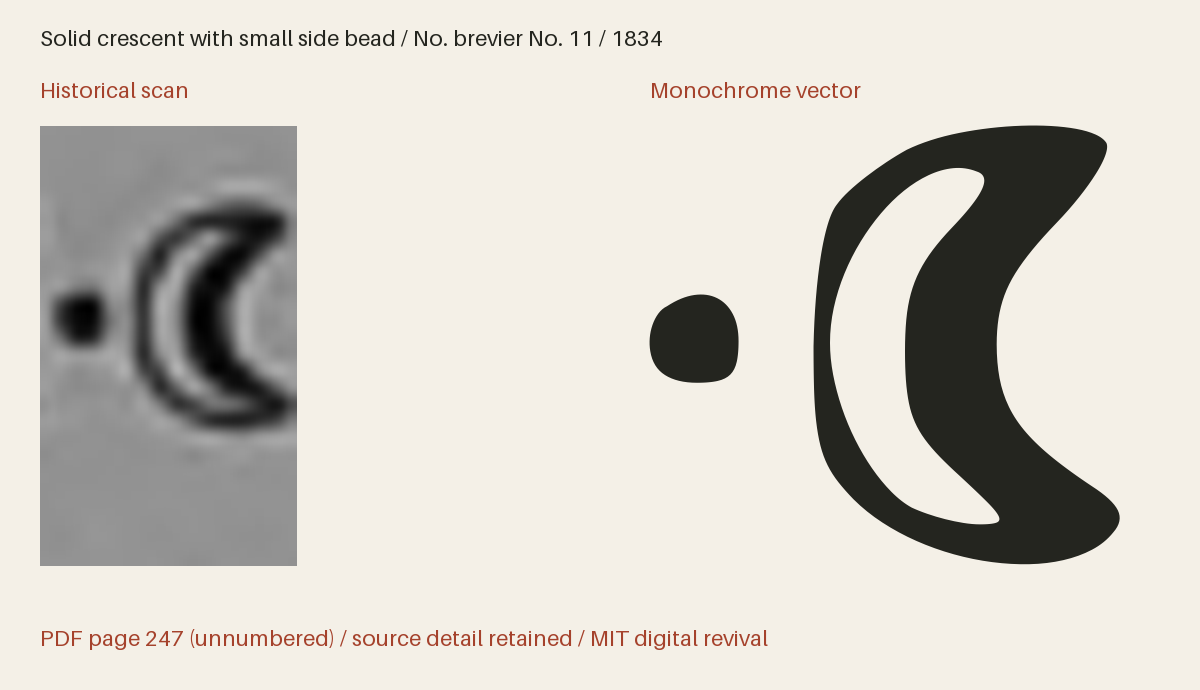 Solid crescent with small side bead / No. brevier No. 11 / 1834
Historical scan
Monochrome vector
PDF page 247 (unnumbered) / source detail retained / MIT digital revival